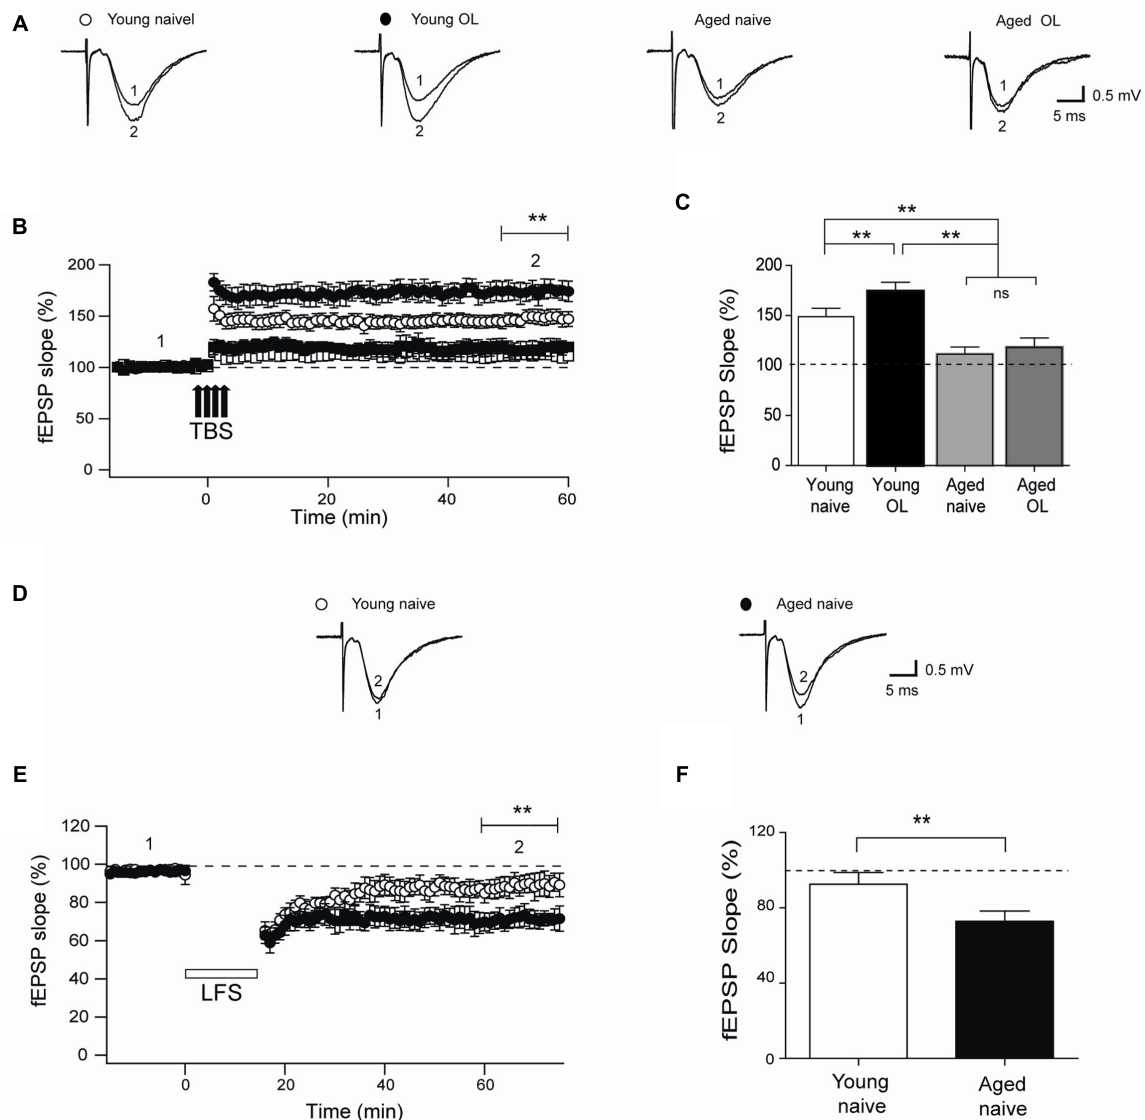 A
Young naivel
Young OL
Aged naive
Aged OL
1
2
1
2
1
2
1
2
0.5 mV
5 ms
B
**
2
1
200
150
100
50
0
fEPSP slope (%)
TBS
0
20
40
60
Time (min)
C
**
**
**
ns
200
150
100
50
0
fEPSP Slope (%)
Young naive
Young OL
Aged naive
Aged OL
D
Young naive
Aged naive
2
1
2
1
0.5 mV
5 ms
E
**
1
2
120
100
80
60
40
20
0
fEPSP slope (%)
LFS
0
20
40
60
Time (min)
F
**
120
80
40
0
fEPSP Slope (%)
Young naive
Aged naive